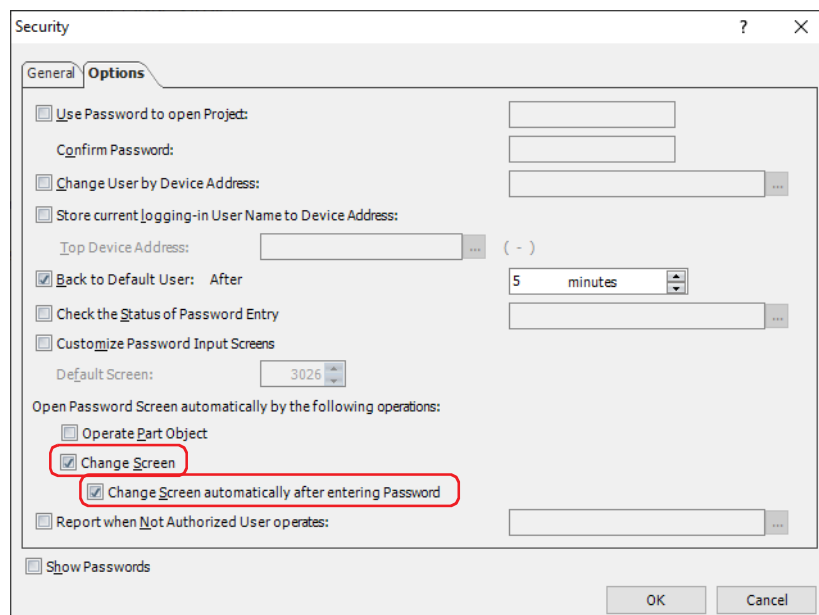 Security ?
General Options
Use Password to open Project:
Confirm Password:
Change User by Device Address: ...
Store current logging-in User Name to Device Address:
Top Device Address: ... ( - )
Back to Default User: After 5 minutes
Check the Status of Password Entry ...
Customize Password Input Screens
Default Screen: 3026
Open Password Screen automatically by the following operations:
Operate Part Object
Change Screen
Change Screen automatically after entering Password
Report when Not Authorized User operates: ...
Show Passwords
OK Cancel